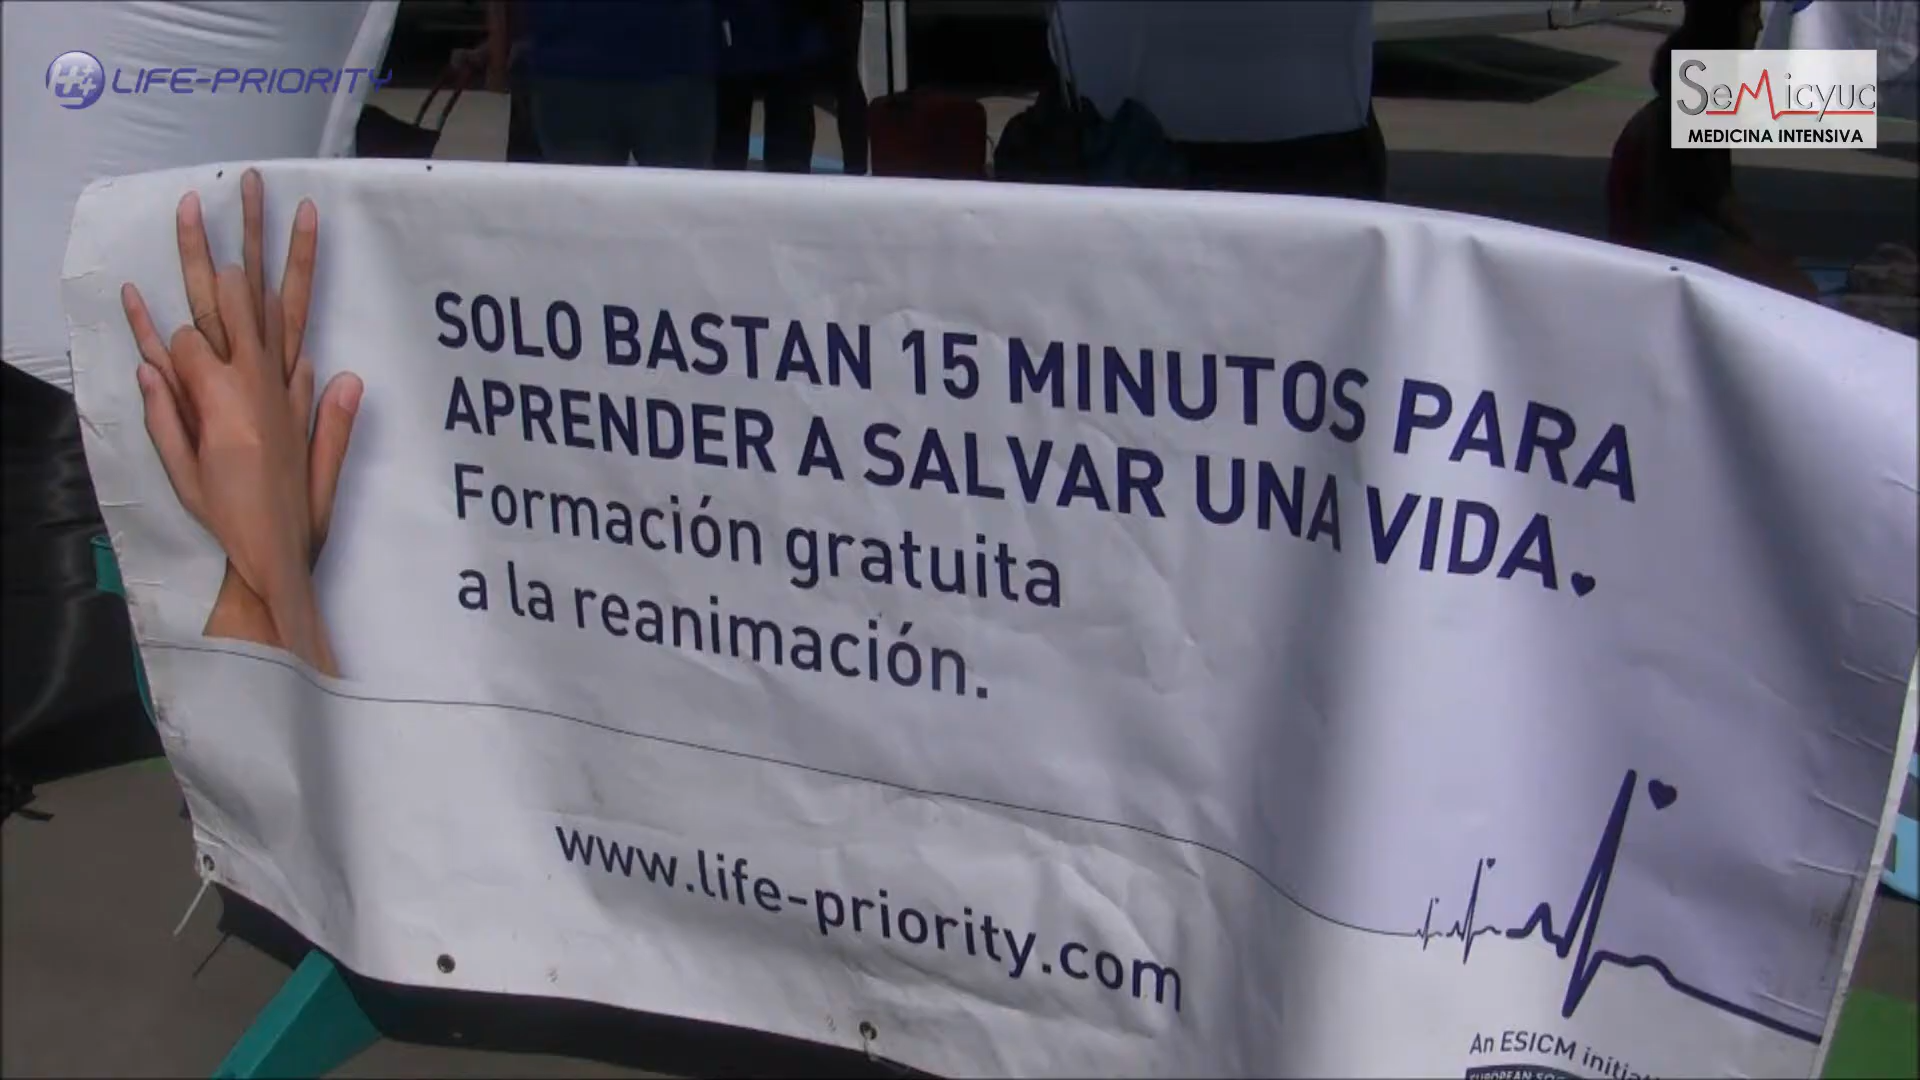 LIFE-PRIORITY
SeMicyuc
MEDICINA INTENSIVA
SOLO BASTAN 15 MINUTOS PARA
APRENDER A SALVAR UNA VIDA.
Formación gratuita
a la reanimación.
www.life-priority.com
An ESICM
EUROPEAN